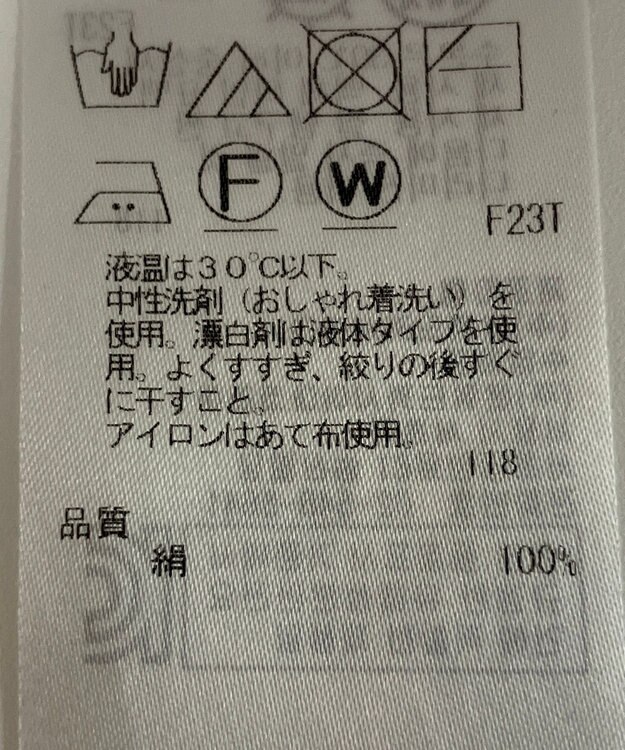 F W
F23T
液温は30℃以下。
中性洗剤（おしゃれ着洗い）を
使用。漂白剤は液体タイプを使
用。よくすすぎ、絞りの後すぐ
に干すこと。
アイロンはあて布使用。
118
品質
絹 100%